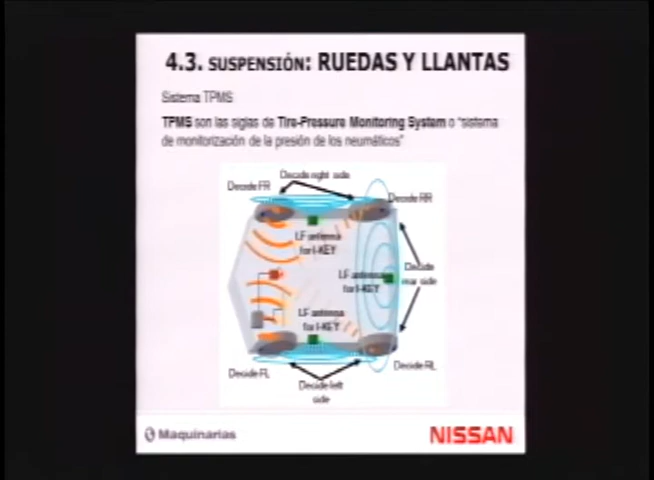 4.3. SUSPENSIÓN: RUEDAS Y LLANTAS
Sistema TPMS
TPMS son las siglas de Tire-Pressure Monitoring System o "sistema
de monitorización de la presión de los neumáticos"
Decide right side
Decide FR
Decide RR
LF antenna
for I-KEY
LF antenna
for I-KEY
Decide
rear side
LF antenna
for I-KEY
Decide FL
Decide RL
Decide left
side
Maquinarias
NISSAN